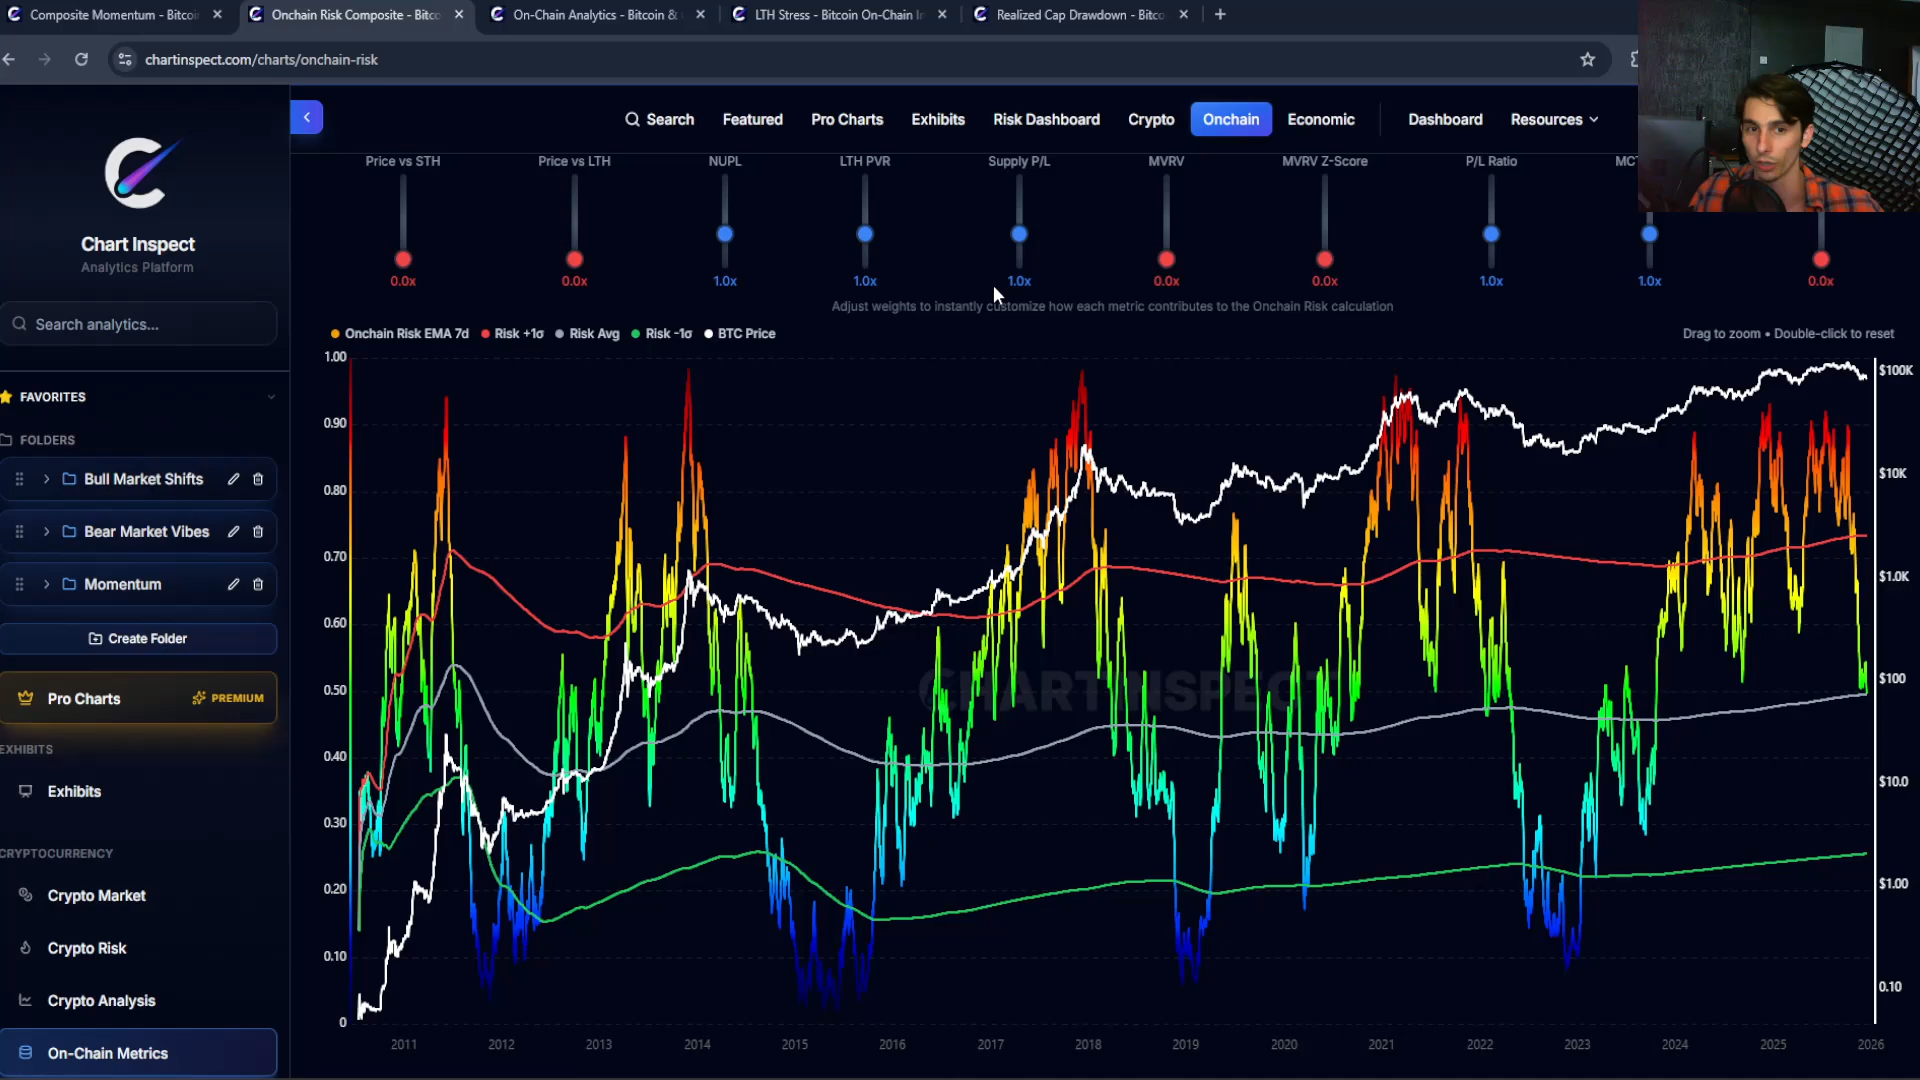 Composite Momentum - Bitcoi
Onchain Risk Composite - Bitco
On-Chain Analytics - Bitcoin &
LTH Stress - Bitcoin On-Chain I
Realized Cap Drawdown - Bitco
chartinspect.com/charts/onchain-risk
Search
Featured
Pro Charts
Exhibits
Risk Dashboard
Crypto
Onchain
Economic
Dashboard
Resources
Chart Inspect
Analytics Platform
Search analytics...
FAVORITES
FOLDERS
Bull Market Shifts
Bear Market Vibes
Momentum
Create Folder
Pro Charts
PREMIUM
EXHIBITS
Exhibits
CRYPTOCURRENCY
Crypto Market
Crypto Risk
Crypto Analysis
On-Chain Metrics
Price vs STH
Price vs LTH
NUPL
LTH PVR
Supply P/L
MVRV
MVRV Z-Score
P/L Ratio
MC
0.0x
0.0x
1.0x
1.0x
1.0x
0.0x
0.0x
1.0x
1.0x
0.0x
Adjust weights to instantly customize how each metric contributes to the Onchain Risk calculation
Onchain Risk EMA 7d
Risk +1σ
Risk Avg
Risk -1σ
BTC Price
Drag to zoom • Double-click to reset
1.00
0.90
0.80
0.70
0.60
0.50
0.40
0.30
0.20
0.10
0
CHARTINSPECT
$100K
$10K
$1.0K
$100
$10.0
$1.00
0.10
2011
2012
2013
2014
2015
2016
2017
2018
2019
2020
2021
2022
2023
2024
2025
2026